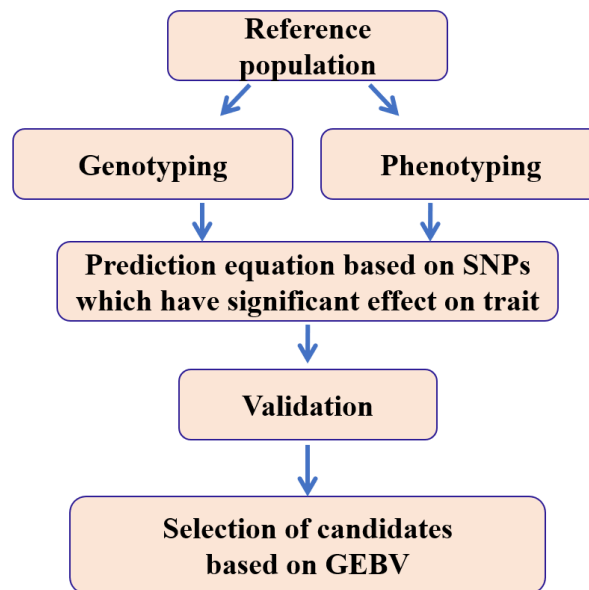 Reference
population
Genotyping
Phenotyping
Prediction equation based on SNPs
which have significant effect on trait
Validation
Selection of candidates
based on GEBV